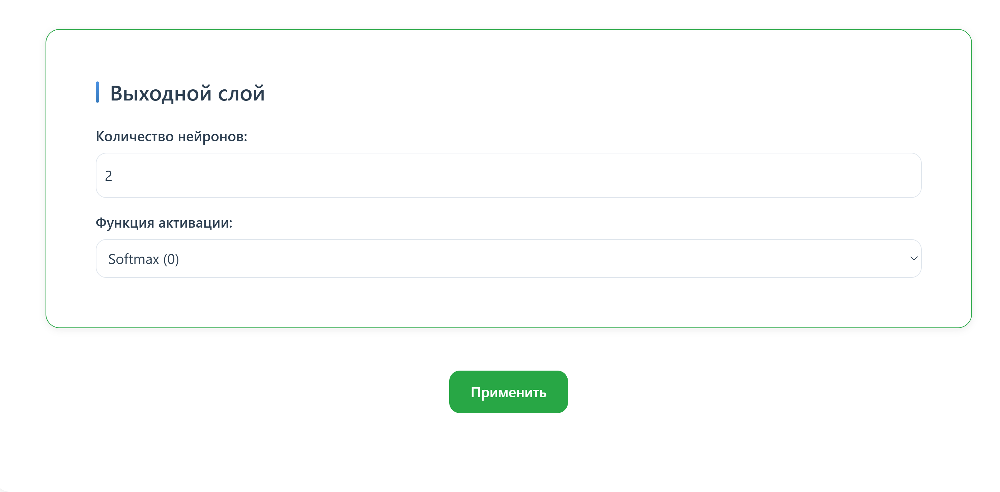 Выходной слой
Количество нейронов:
2
Функция активации:
Softmax (0)
Применить